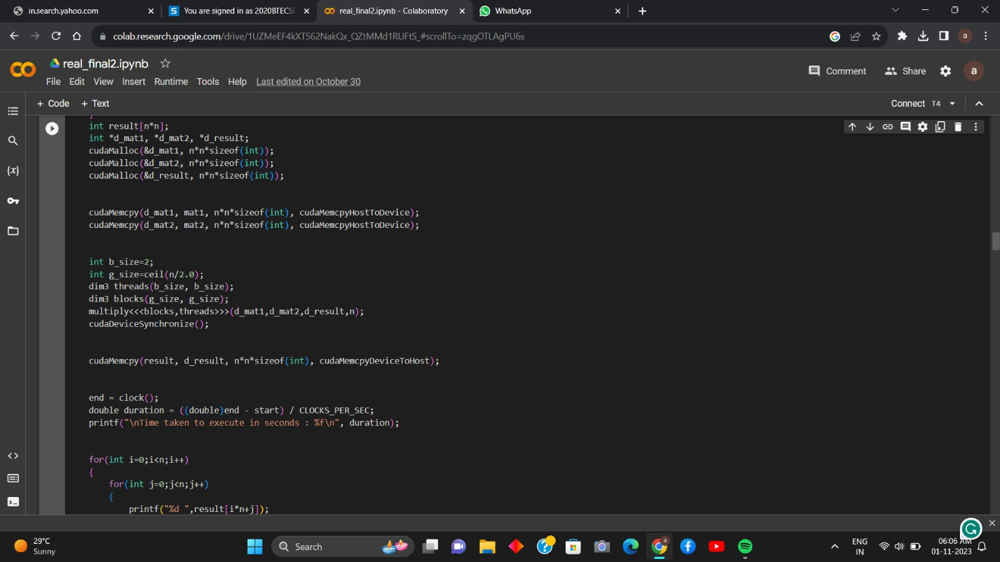 in.search.yahoo.com
You are signed in as 2020BTECS
real_final2.ipynb - Colaboratory
WhatsApp
colab.research.google.com/drive/1UZMeEF4kXTS62NakQx_QZtMMd1RUFtS_#scrollTo=zqgOTLAgPU6s
real_final2.ipynb
Comment
Share
a
File Edit View Insert Runtime Tools Help Last edited on October 30
+ Code + Text
Connect T4
}
int result[n*n];
int *d_mat1, *d_mat2, *d_result;
cudaMalloc(&d_mat1, n*n*sizeof(int));
cudaMalloc(&d_mat2, n*n*sizeof(int));
cudaMalloc(&d_result, n*n*sizeof(int));
cudaMemcpy(d_mat1, mat1, n*n*sizeof(int), cudaMemcpyHostToDevice);
cudaMemcpy(d_mat2, mat2, n*n*sizeof(int), cudaMemcpyHostToDevice);
int b_size=2;
int g_size=ceil(n/2.0);
dim3 threads(b_size, b_size);
dim3 blocks(g_size, g_size);
multiply<<<blocks,threads>>>(d_mat1,d_mat2,d_result,n);
cudaDeviceSynchronize();
cudaMemcpy(result, d_result, n*n*sizeof(int), cudaMemcpyDeviceToHost);
end = clock();
double duration = ((double)end - start) / CLOCKS_PER_SEC;
printf("\nTime taken to execute in seconds : %f\n", duration);
for(int i=0;i<n;i++)
{
for(int j=0;j<n;j++)
{
printf("%d ",result[i*n+j]);
29°C
Sunny
Search
ENG
IN
06:06 AM
01-11-2023